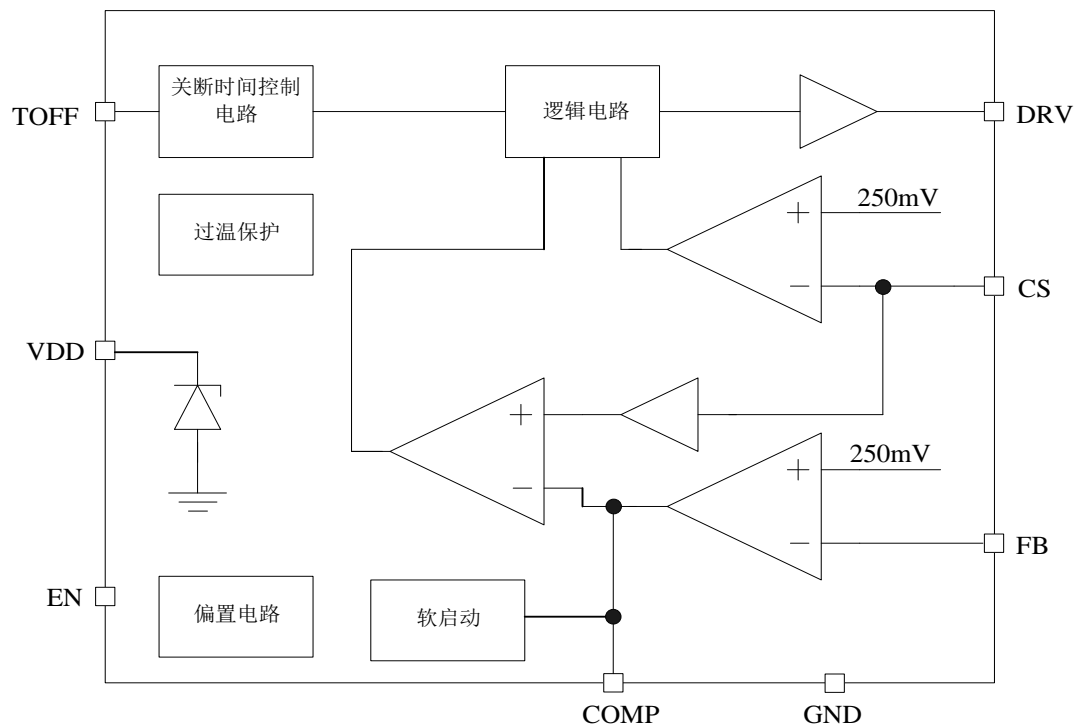 关断时间控制
电路
逻辑电路
TOFF
DRV
过温保护
250mV
+
−
CS
VDD
+
−
250mV
+
−
FB
EN
偏置电路
软启动
COMP
GND